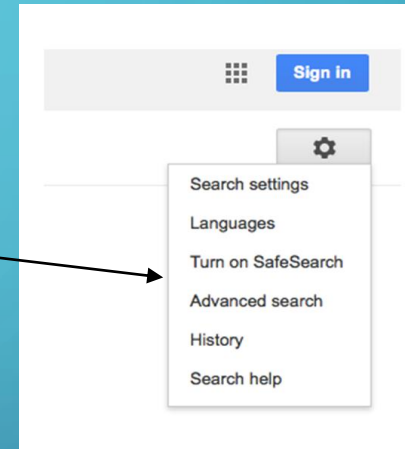 Sign in
Search settings
Languages
Turn on SafeSearch
Advanced search
History
Search help